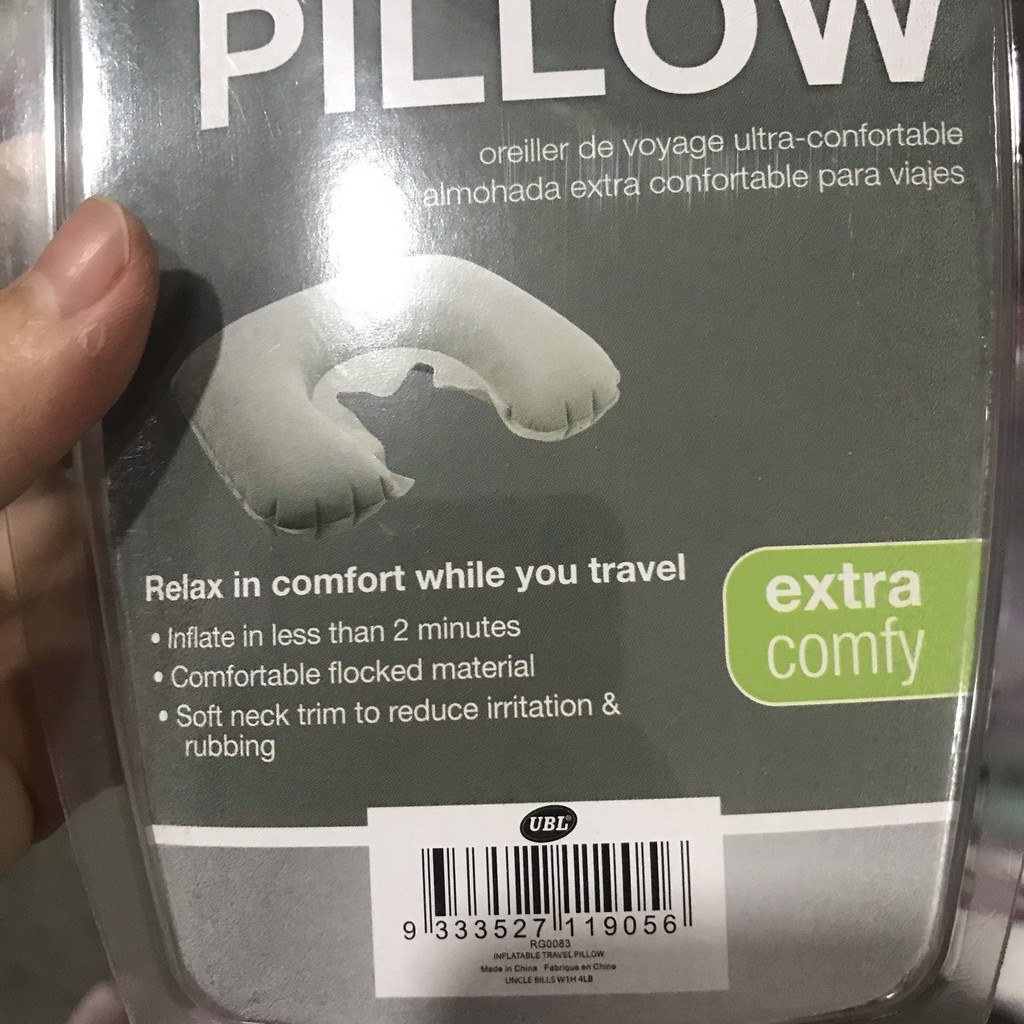 PILLOW
oreiller de voyage ultra-confortable
almohada extra confortable para viajes
Relax in comfort while you travel
• Inflate in less than 2 minutes
• Comfortable flocked material
• Soft neck trim to reduce irritation &
rubbing
extra
comfy
UBL®
9 333527 119056
RG0083
INFLATABLE TRAVEL PILLOW
Made in China Fabrique en Chine
UNCLE BILLS W1H 4LB